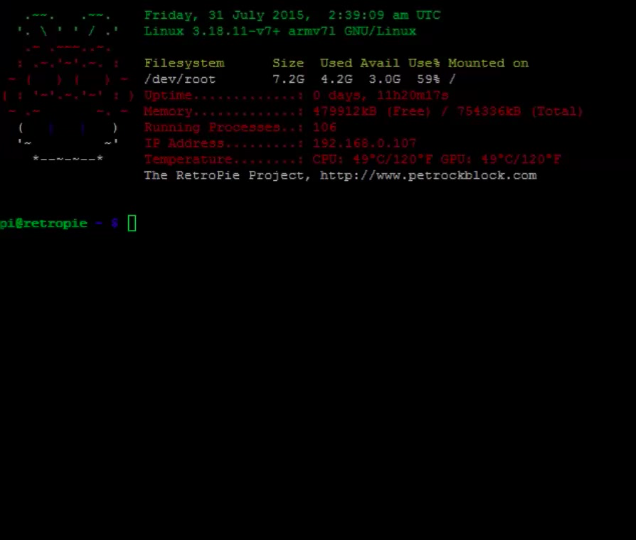 Friday, 31 July 2015, 2:39:09 am UTC
Linux 3.18.11-v7+ armv7l GNU/Linux
Filesystem Size Used Avail Use% Mounted on
/dev/root 7.2G 4.2G 3.0G 59% /
Uptime.............: 0 days, 11h20m17s
Memory.............: 479912kB (Free) / 754336kB (Total)
Running Processes..: 106
IP Address.........: 192.168.0.107
Temperature........: CPU: 49°C/120°F GPU: 49°C/120°F
The RetroPie Project, http://www.petrockblock.com
pi@retropie ~ $